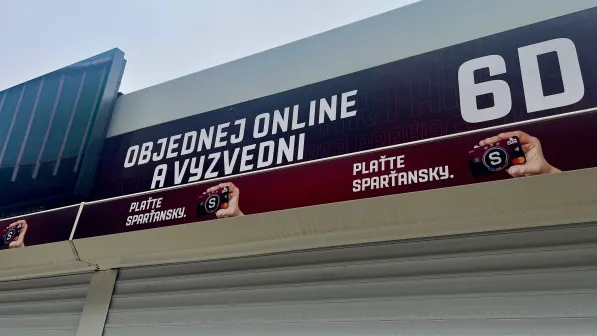 OBJEDNEJ ONLINE
A VYZVEDNI
6D
PLAŤTE
SPARŤANSKY.
S
PLAŤTE
SPARŤANSKY.
S
S